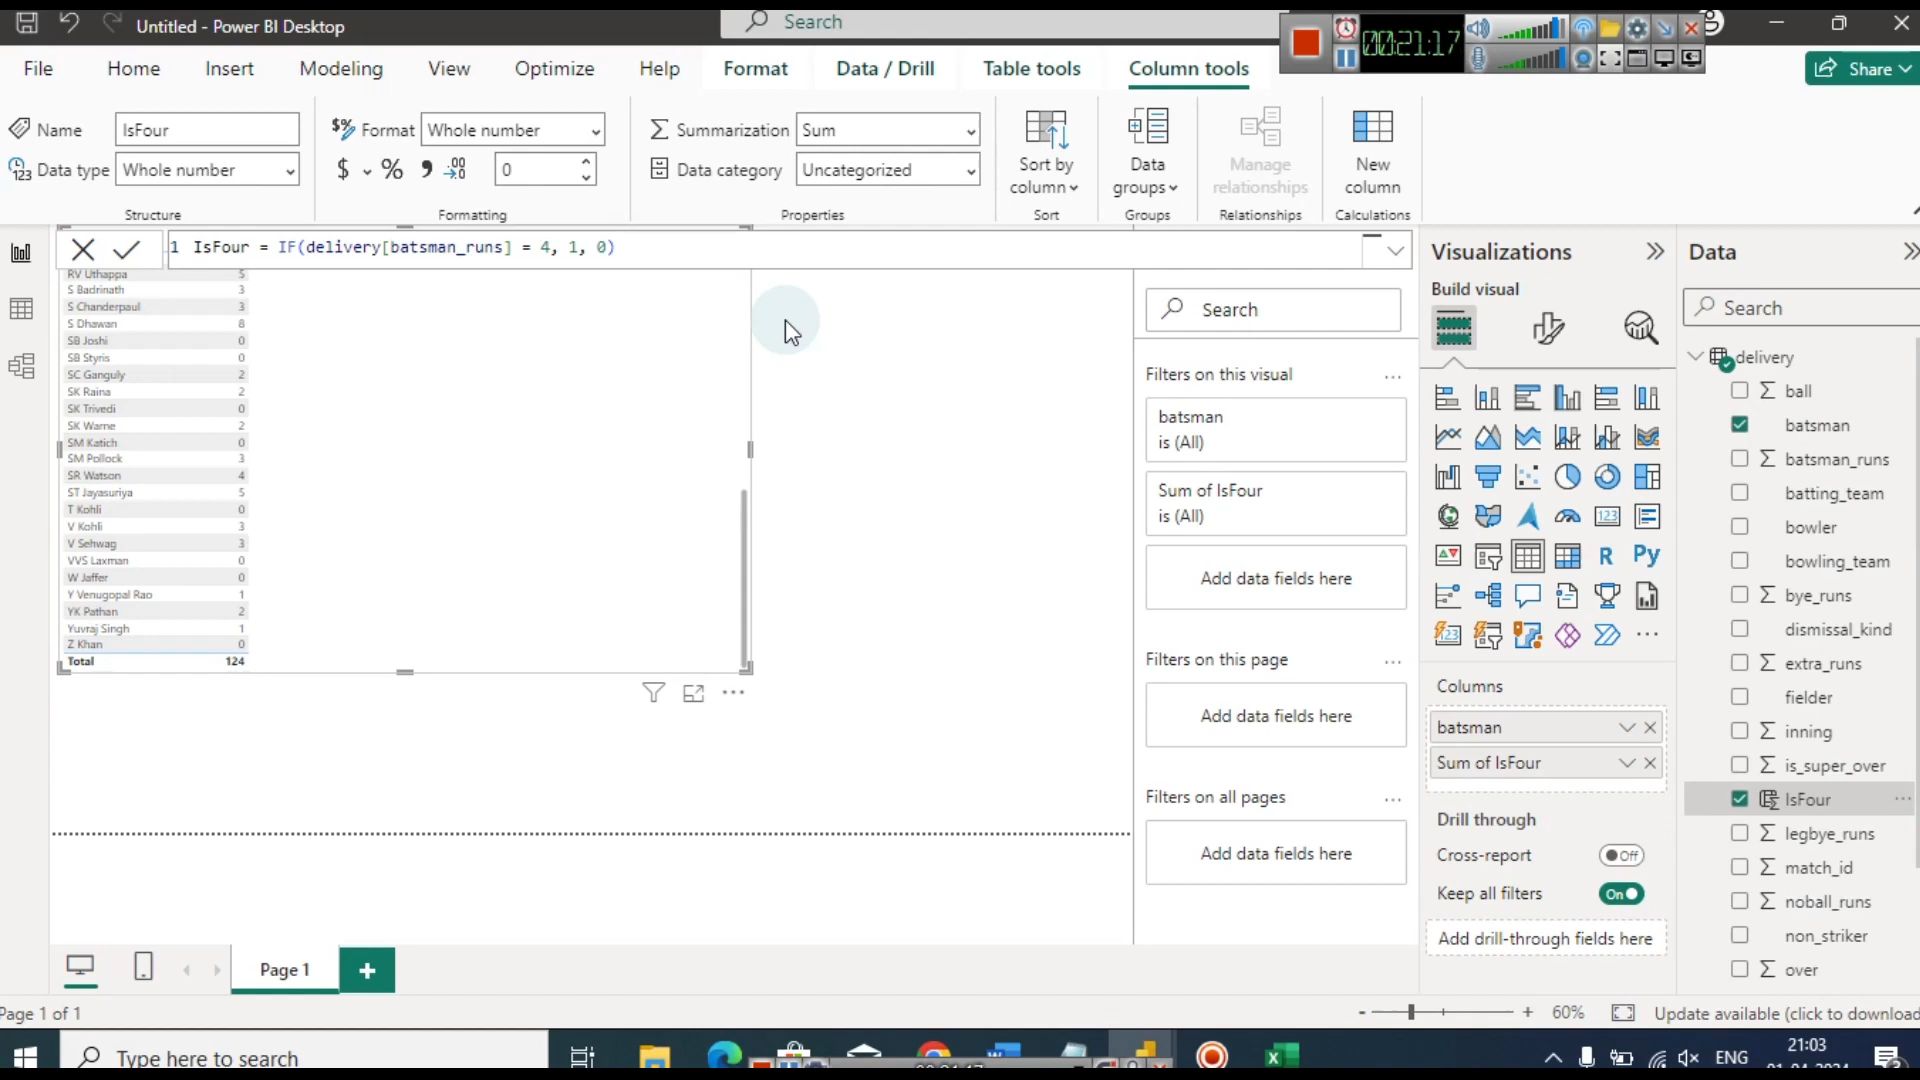 Untitled - Power BI Desktop
Search
00:21:17
File Home Insert Modeling View Optimize Help Format Data / Drill Table tools Column tools
Share
Name IsFour
Format Whole number
Summarization Sum
Data type Whole number
$ % 0
Data category Uncategorized
Sort by column
Data groups
Manage relationships
New column
Structure Formatting Properties Sort Groups Relationships Calculations
1 IsFour = IF(delivery[batsman_runs] = 4, 1, 0)
RV Uthappa 5
S Badrinath 3
S Chanderpaul 3
S Dhawan 8
SB Joshi 0
SB Styris 0
SC Ganguly 2
SK Raina 2
SK Trivedi 0
SK Warne 2
SM Katich 0
SM Pollock 3
SR Watson 4
ST Jayasuriya 5
T Kohli 0
V Kohli 3
V Sehwag 3
VVS Laxman 0
W Jaffer 0
Y Venugopal Rao 1
YK Pathan 2
Yuvraj Singh 1
Z Khan 0
Total 124
Search
Filters on this visual ...
batsman
is (All)
Sum of IsFour
is (All)
Add data fields here
Filters on this page ...
Add data fields here
Filters on all pages ...
Add data fields here
Visualizations
Build visual
123
R
Py
...
Columns
batsman
Sum of IsFour
Drill through
Cross-report Off
Keep all filters On
Add drill-through fields here
Data
Search
delivery
ball
batsman
batsman_runs
batting_team
bowler
bowling_team
bye_runs
dismissal_kind
extra_runs
fielder
inning
is_super_over
IsFour ...
legbye_runs
match_id
noball_runs
non_striker
over
Page 1
Page 1 of 1
- + 60%
Update available (click to download
Type here to search
ENG
21:03